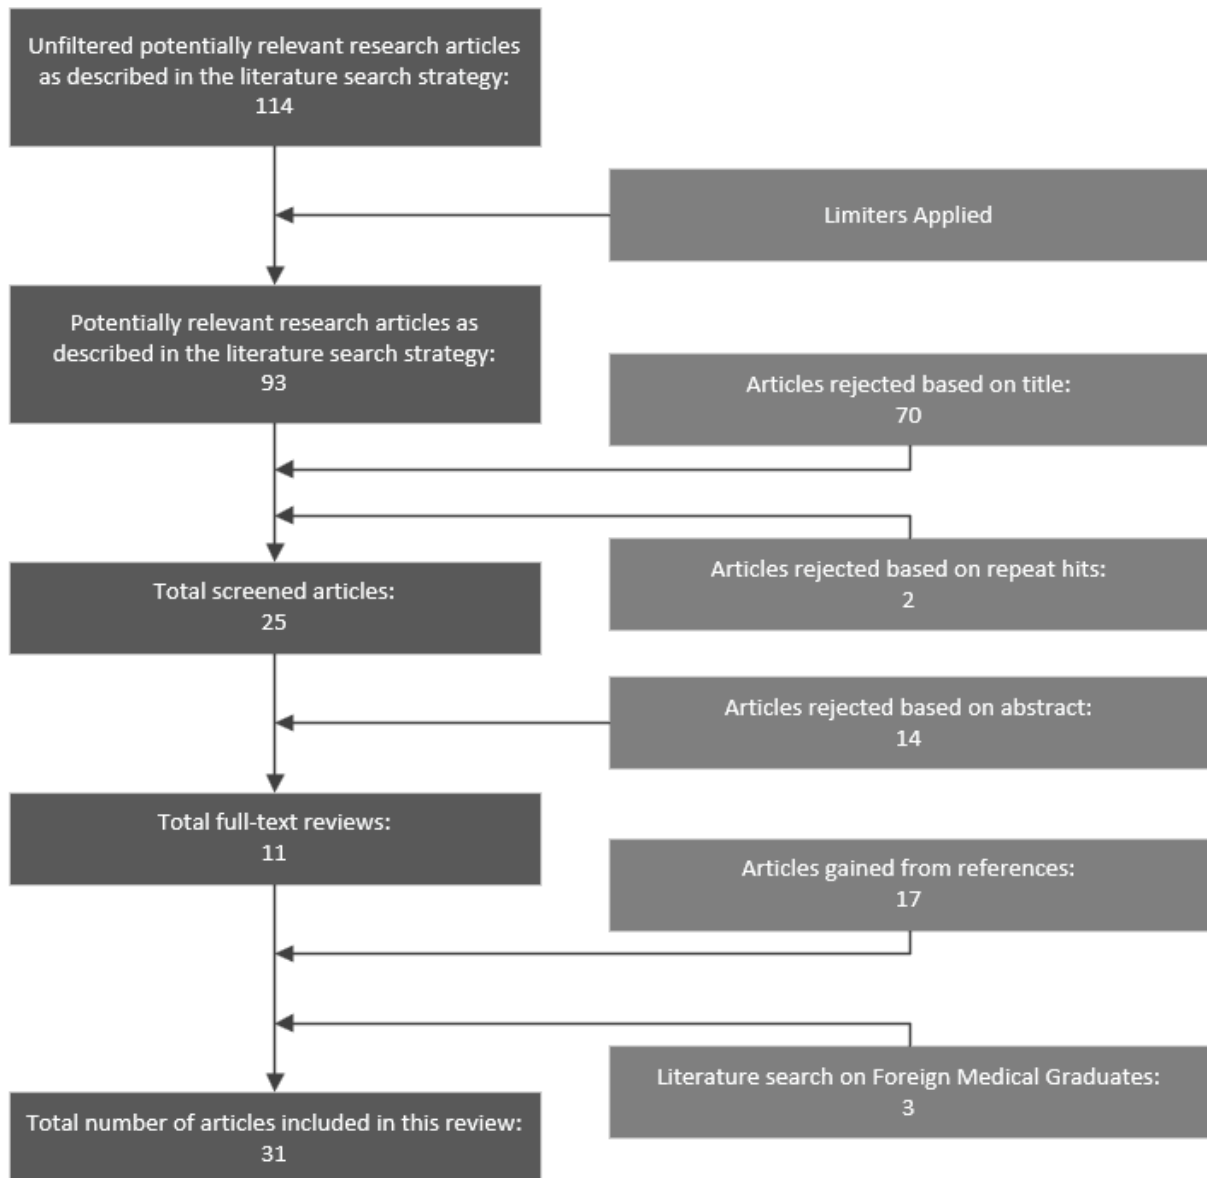 Unfiltered potentially relevant research articles
as described in the literature search strategy:
114
Limiters Applied
Potentially relevant research articles as
described in the literature search strategy:
93
Articles rejected based on title:
70
Articles rejected based on repeat hits:
2
Total screened articles:
25
Articles rejected based on abstract:
14
Total full-text reviews:
11
Articles gained from references:
17
Literature search on Foreign Medical Graduates:
3
Total number of articles included in this review:
31